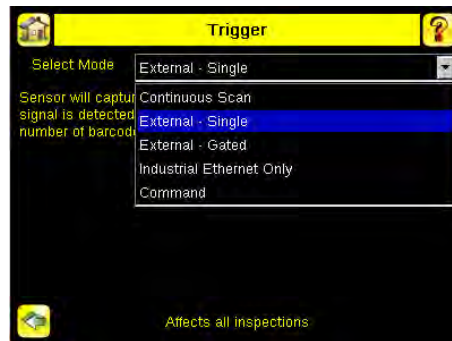 Trigger
Select Mode
External - Single
Sensor will captur
signal is detected
number of barcod
Continuous Scan
External - Single
External - Gated
Industrial Ethernet Only
Command
Affects all inspections